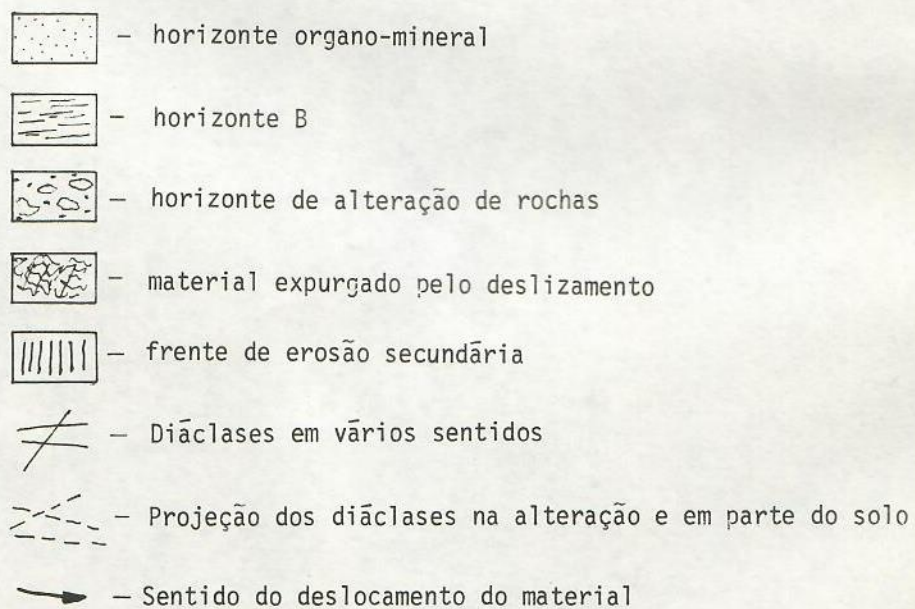 – horizonte organo-mineral
– horizonte B
– horizonte de alteração de rochas
– material expurgado pelo deslizamento
– frente de erosão secundária
– Diáclases em vários sentidos
– Projeção dos diáclases na alteração e em parte do solo
– Sentido do deslocamento do material